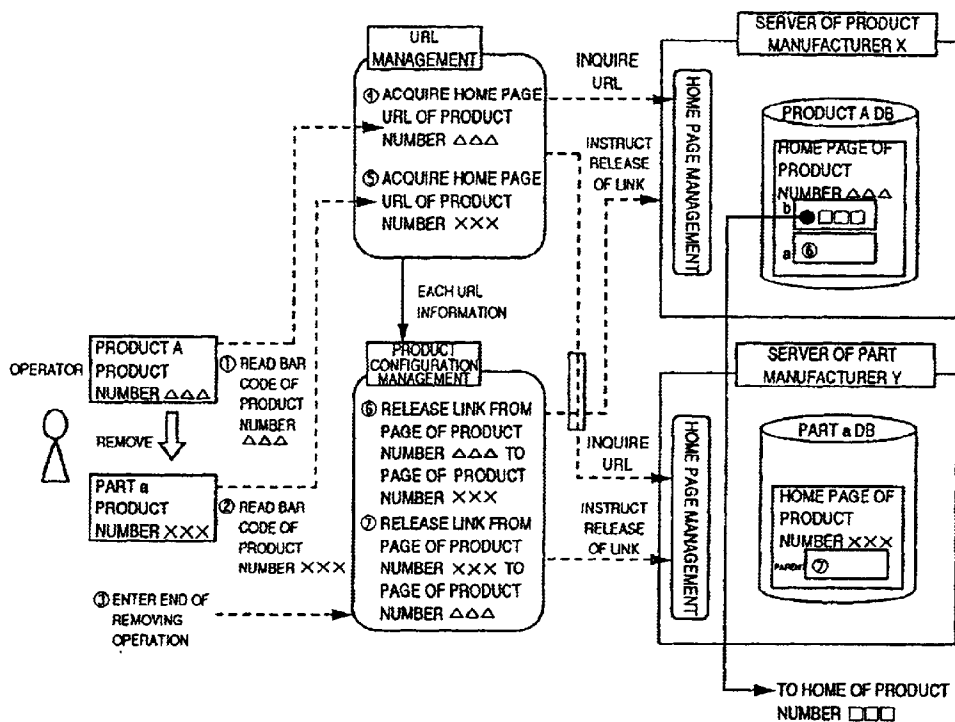 URL
MANAGEMENT
④ ACQUIRE HOME PAGE
URL OF PRODUCT
NUMBER △△△
⑤ ACQUIRE HOME PAGE
URL OF PRODUCT
NUMBER ×××
INQUIRE
URL
INSTRUCT
RELEASE
OF LINK
SERVER OF PRODUCT
MANUFACTURER X
HOME PAGE MANAGEMENT
PRODUCT A DB
HOME PAGE OF
PRODUCT
NUMBER △△△
b
●□□□
a
⑥
EACH URL
INFORMATION
OPERATOR
PRODUCT A
PRODUCT
NUMBER △△△
① READ BAR
CODE OF
PRODUCT
NUMBER
△△△
REMOVE
PART a
PRODUCT
NUMBER ×××
② READ BAR
CODE OF
PRODUCT
NUMBER ×××
③ ENTER END OF
REMOVING
OPERATION
PRODUCT
CONFIGURATION
MANAGEMENT
⑥ RELEASE LINK FROM
PAGE OF PRODUCT
NUMBER △△△ TO
PAGE OF PRODUCT
NUMBER ×××
⑦ RELEASE LINK FROM
PAGE OF PRODUCT
NUMBER ××× TO
PAGE OF PRODUCT
NUMBER △△△
INQUIRE
URL
INSTRUCT
RELEASE
OF LINK
SERVER OF PART
MANUFACTURER Y
HOME PAGE MANAGEMENT
PART a DB
HOME PAGE OF
PRODUCT
NUMBER ×××
PARENT
⑦
TO HOME OF PRODUCT
NUMBER □□□